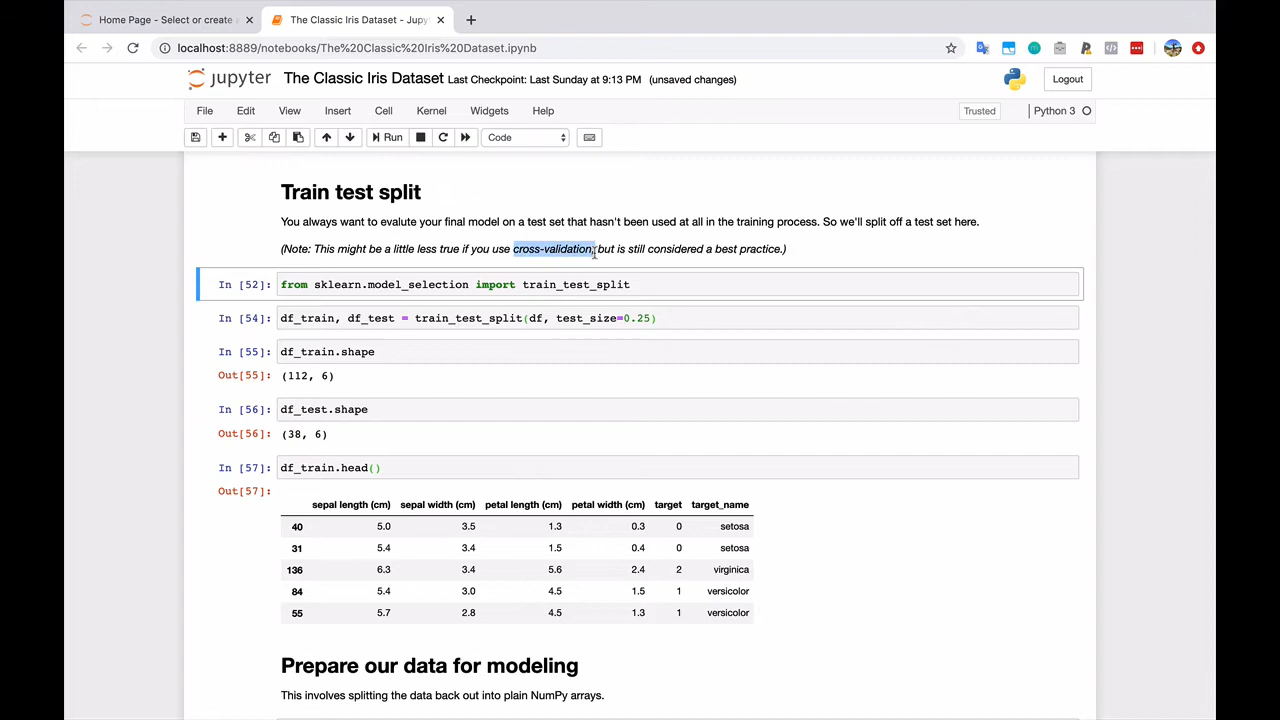 Home Page - Select or create a
The Classic Iris Dataset - Jupy
localhost:8889/notebooks/The%20Classic%20Iris%20Dataset.ipynb
jupyter The Classic Iris Dataset Last Checkpoint: Last Sunday at 9:13 PM (unsaved changes)
Logout
File Edit View Insert Cell Kernel Widgets Help
Trusted
Python 3
Run
Code
Train test split
You always want to evalute your final model on a test set that hasn't been used at all in the training process. So we'll split off a test set here.
(Note: This might be a little less true if you use cross-validation, but is still considered a best practice.)
In [52]: from sklearn.model_selection import train_test_split
In [54]: df_train, df_test = train_test_split(df, test_size=0.25)
In [55]: df_train.shape
Out[55]: (112, 6)
In [56]: df_test.shape
Out[56]: (38, 6)
In [57]: df_train.head()
Out[57]:
sepal length (cm) sepal width (cm) petal length (cm) petal width (cm) target target_name
40 5.0 3.5 1.3 0.3 0 setosa
31 5.4 3.4 1.5 0.4 0 setosa
136 6.3 3.4 5.6 2.4 2 virginica
84 5.4 3.0 4.5 1.5 1 versicolor
55 5.7 2.8 4.5 1.3 1 versicolor
Prepare our data for modeling
This involves splitting the data back out into plain NumPy arrays.